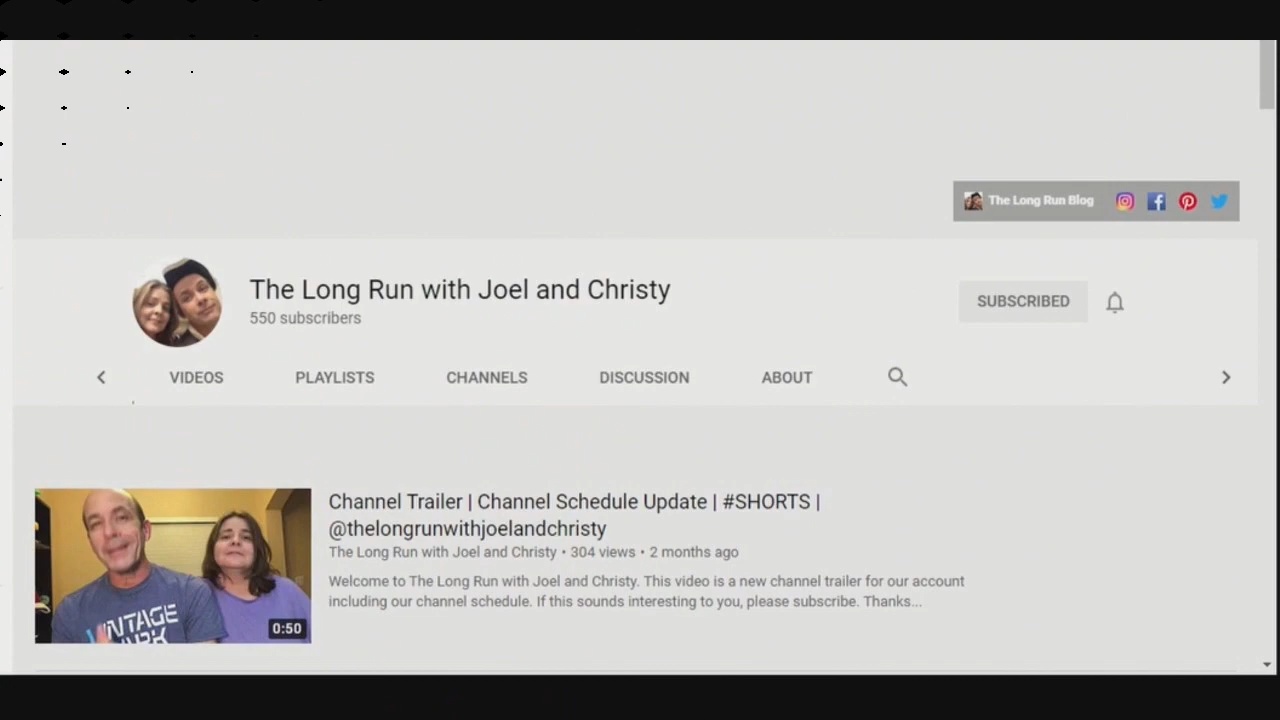 The Long Run Blog
The Long Run with Joel and Christy
550 subscribers
SUBSCRIBED
VIDEOS PLAYLISTS CHANNELS DISCUSSION ABOUT
Channel Trailer | Channel Schedule Update | #SHORTS |
@thelongrunwithjoelandchristy
The Long Run with Joel and Christy • 304 views • 2 months ago
Welcome to The Long Run with Joel and Christy. This video is a new channel trailer for our account
including our channel schedule. If this sounds interesting to you, please subscribe. Thanks...
VINTAGE
0:50